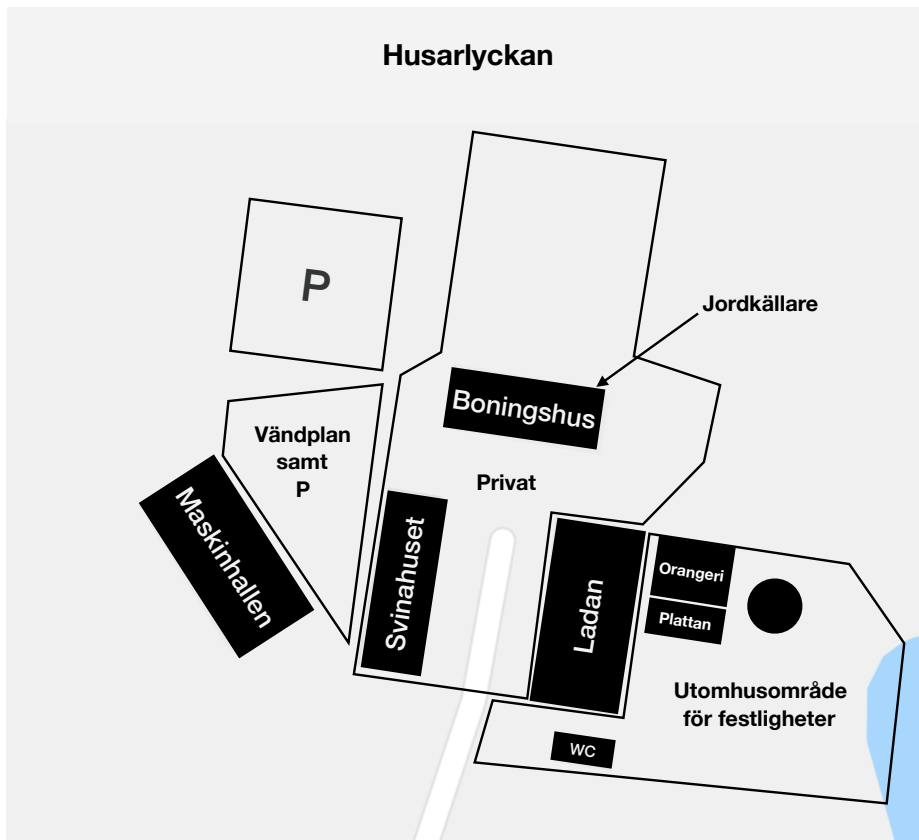 Husarlyckan
P
Jordkällare
Boningshus
Vändplan
samt
P
Privat
Maskinhallen
Svinahuset
Ladan
Orangeri
Plattan
Utomhusområde
för festligheter
WC